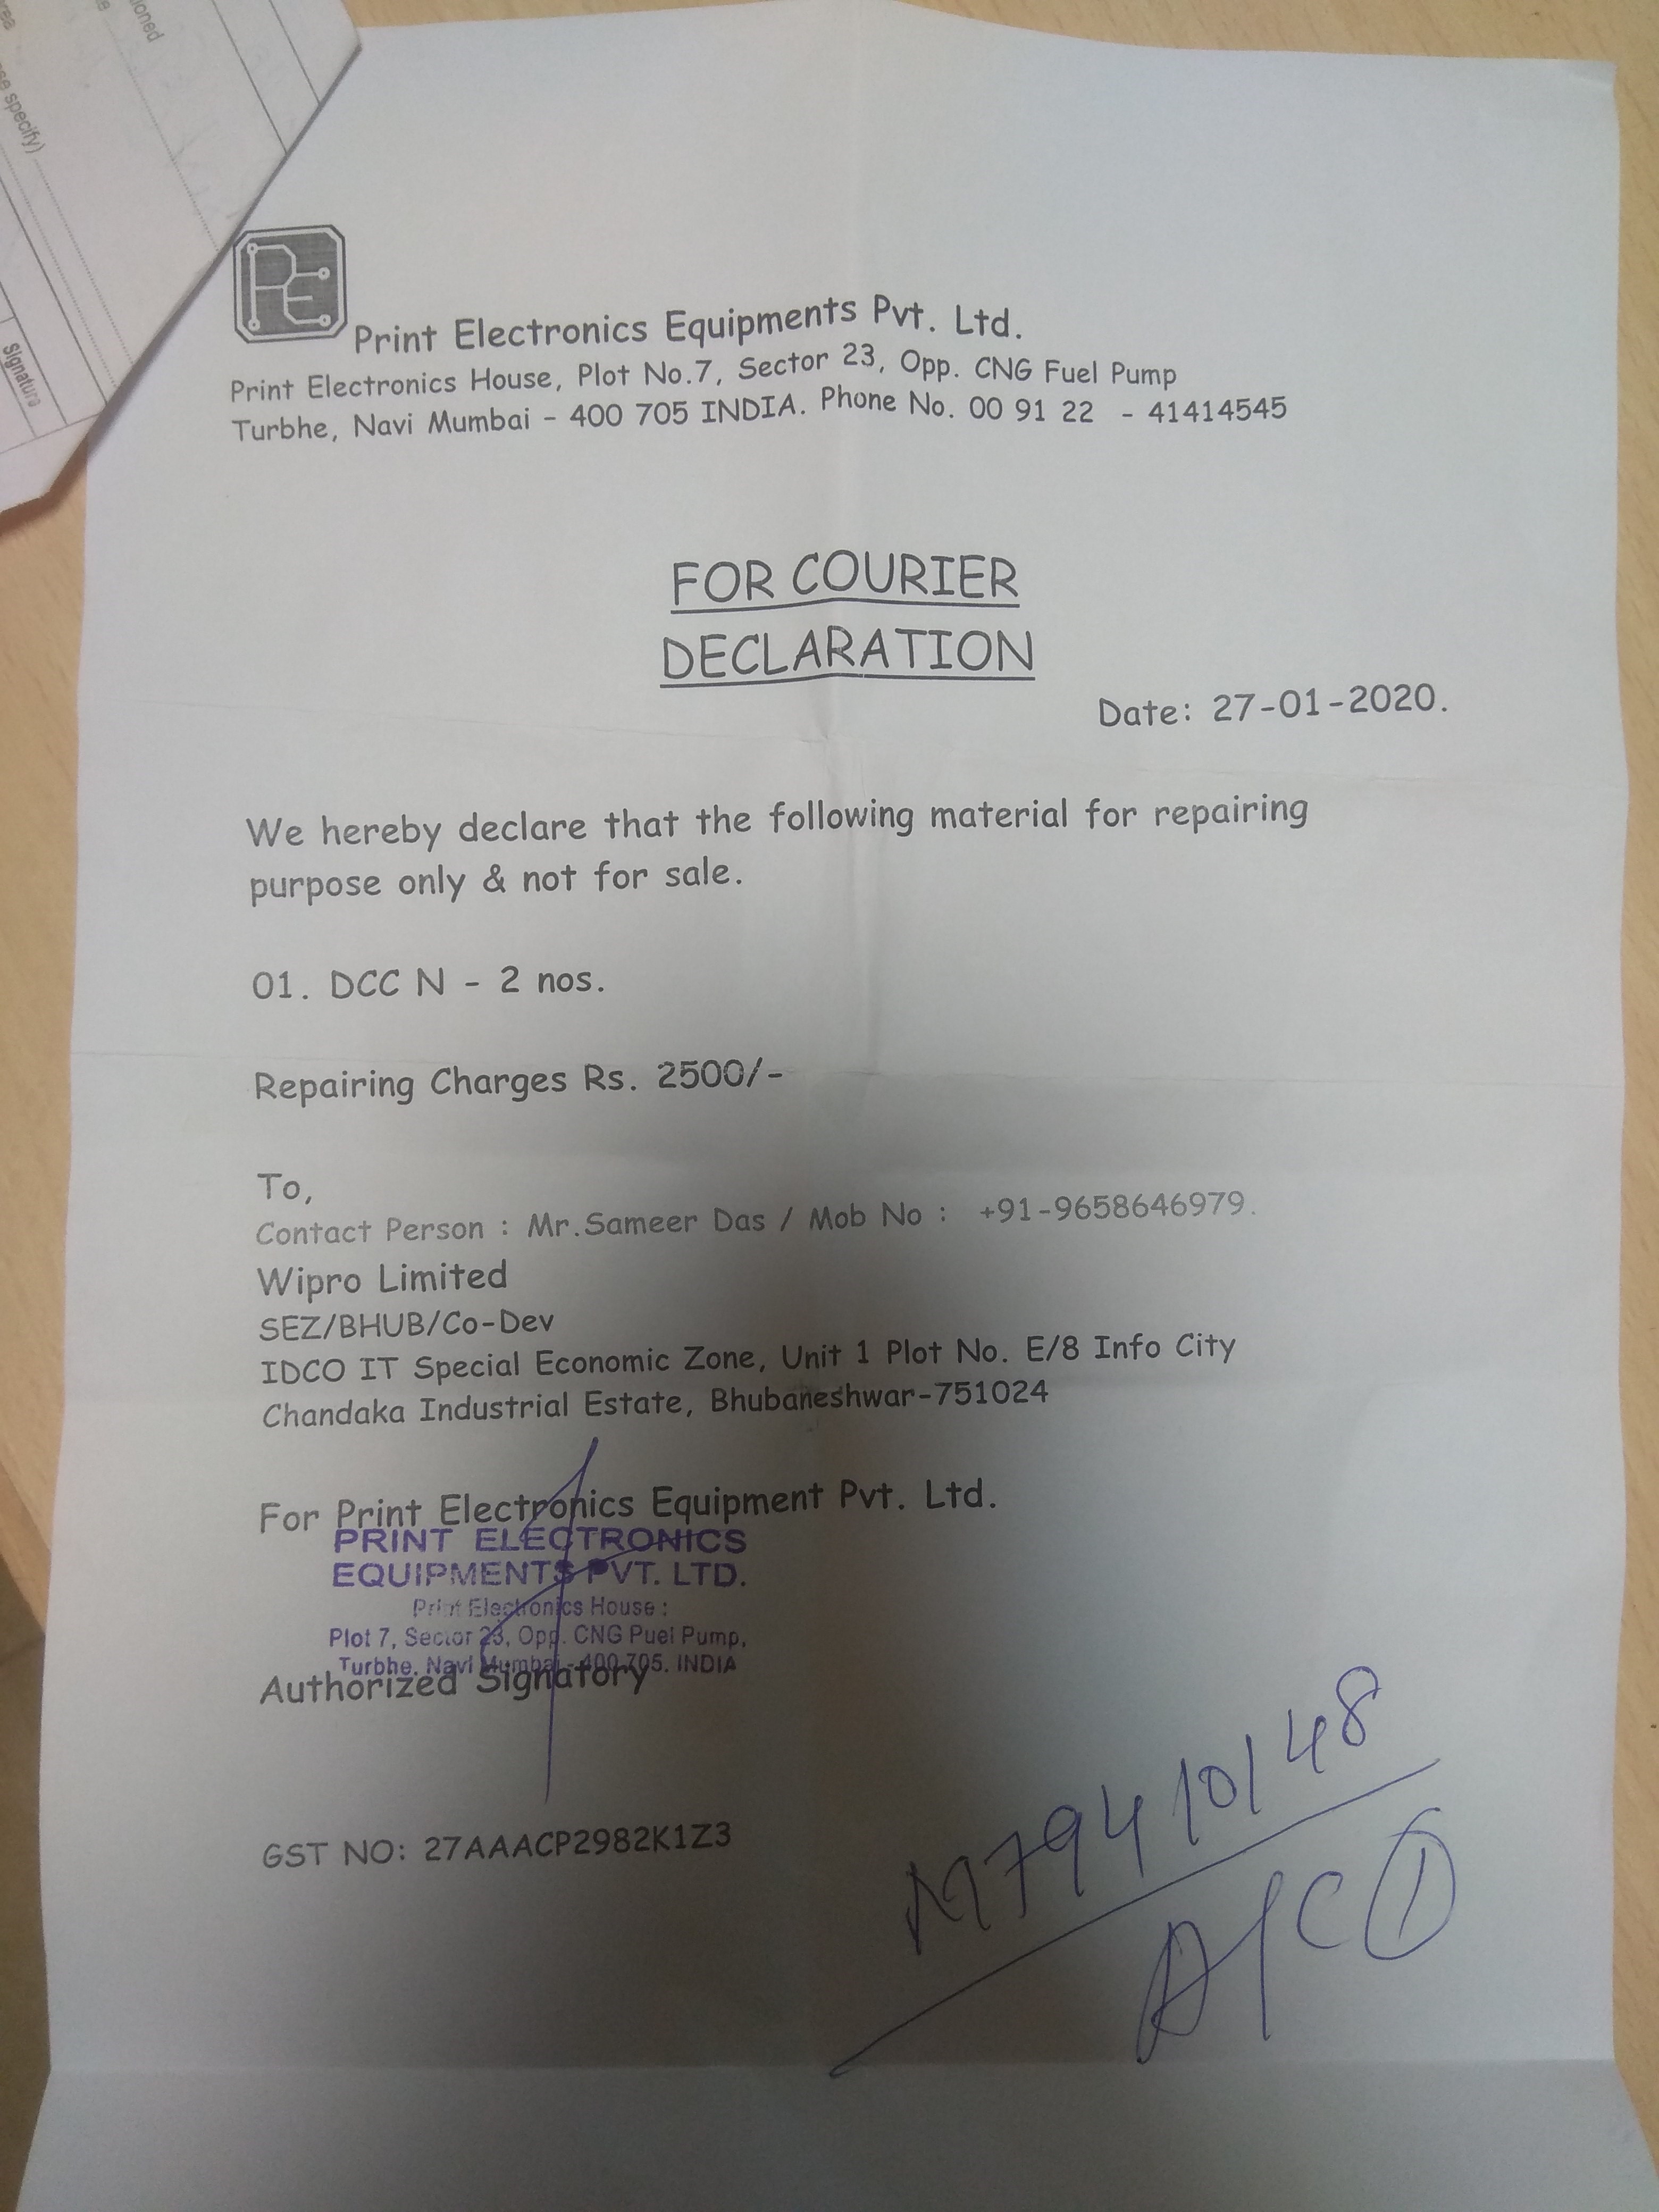 ioned
se specify)
Signature
PE
Print Electronics Equipments Pvt. Ltd.
Print Electronics House, Plot No.7, Sector 23, Opp. CNG Fuel Pump
Turbhe, Navi Mumbai - 400 705 INDIA. Phone No. 00 91 22 - 41414545
FOR COURIER
DECLARATION
Date: 27-01-2020.
We hereby declare that the following material for repairing
purpose only & not for sale.
01. DCC N - 2 nos.
Repairing Charges Rs. 2500/-
To,
Contact Person : Mr.Sameer Das / Mob No : +91-9658646979.
Wipro Limited
SEZ/BHUB/Co-Dev
IDCO IT Special Economic Zone, Unit 1 Plot No. E/8 Info City
Chandaka Industrial Estate, Bhubaneshwar-751024
For Print Electronics Equipment Pvt. Ltd.
PRINT ELECTRONICS
EQUIPMENTS PVT. LTD.
Print Electronics House :
Plot 7, Sector 23, Opp. CNG Puel Pump,
Turbhe, Navi Mumbai - 400 705. INDIA
Authorized Signatory
GST NO: 27AAACP2982K1Z3
M79410148